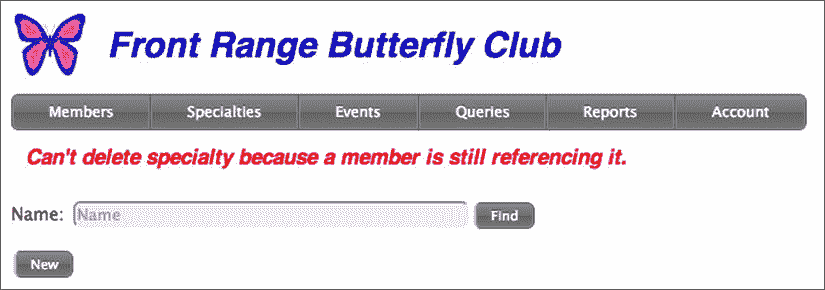 Front Range Butterfly Club
Members Specialties Events Queries Reports Account
Can't delete specialty because a member is still referencing it.
Name: Name Find
New